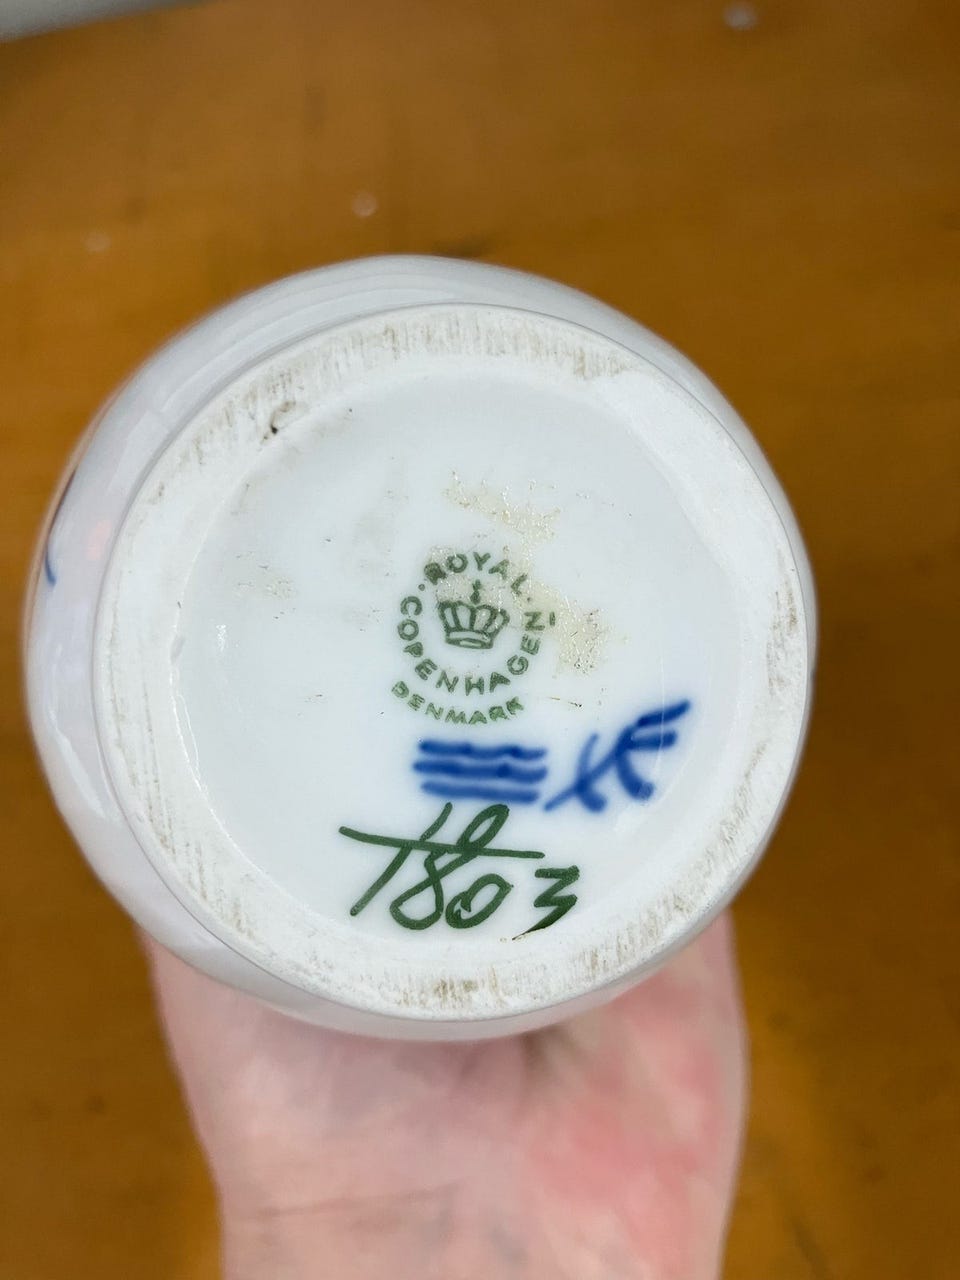 ROYAL
COPENHAGEN
DENMARK
1803